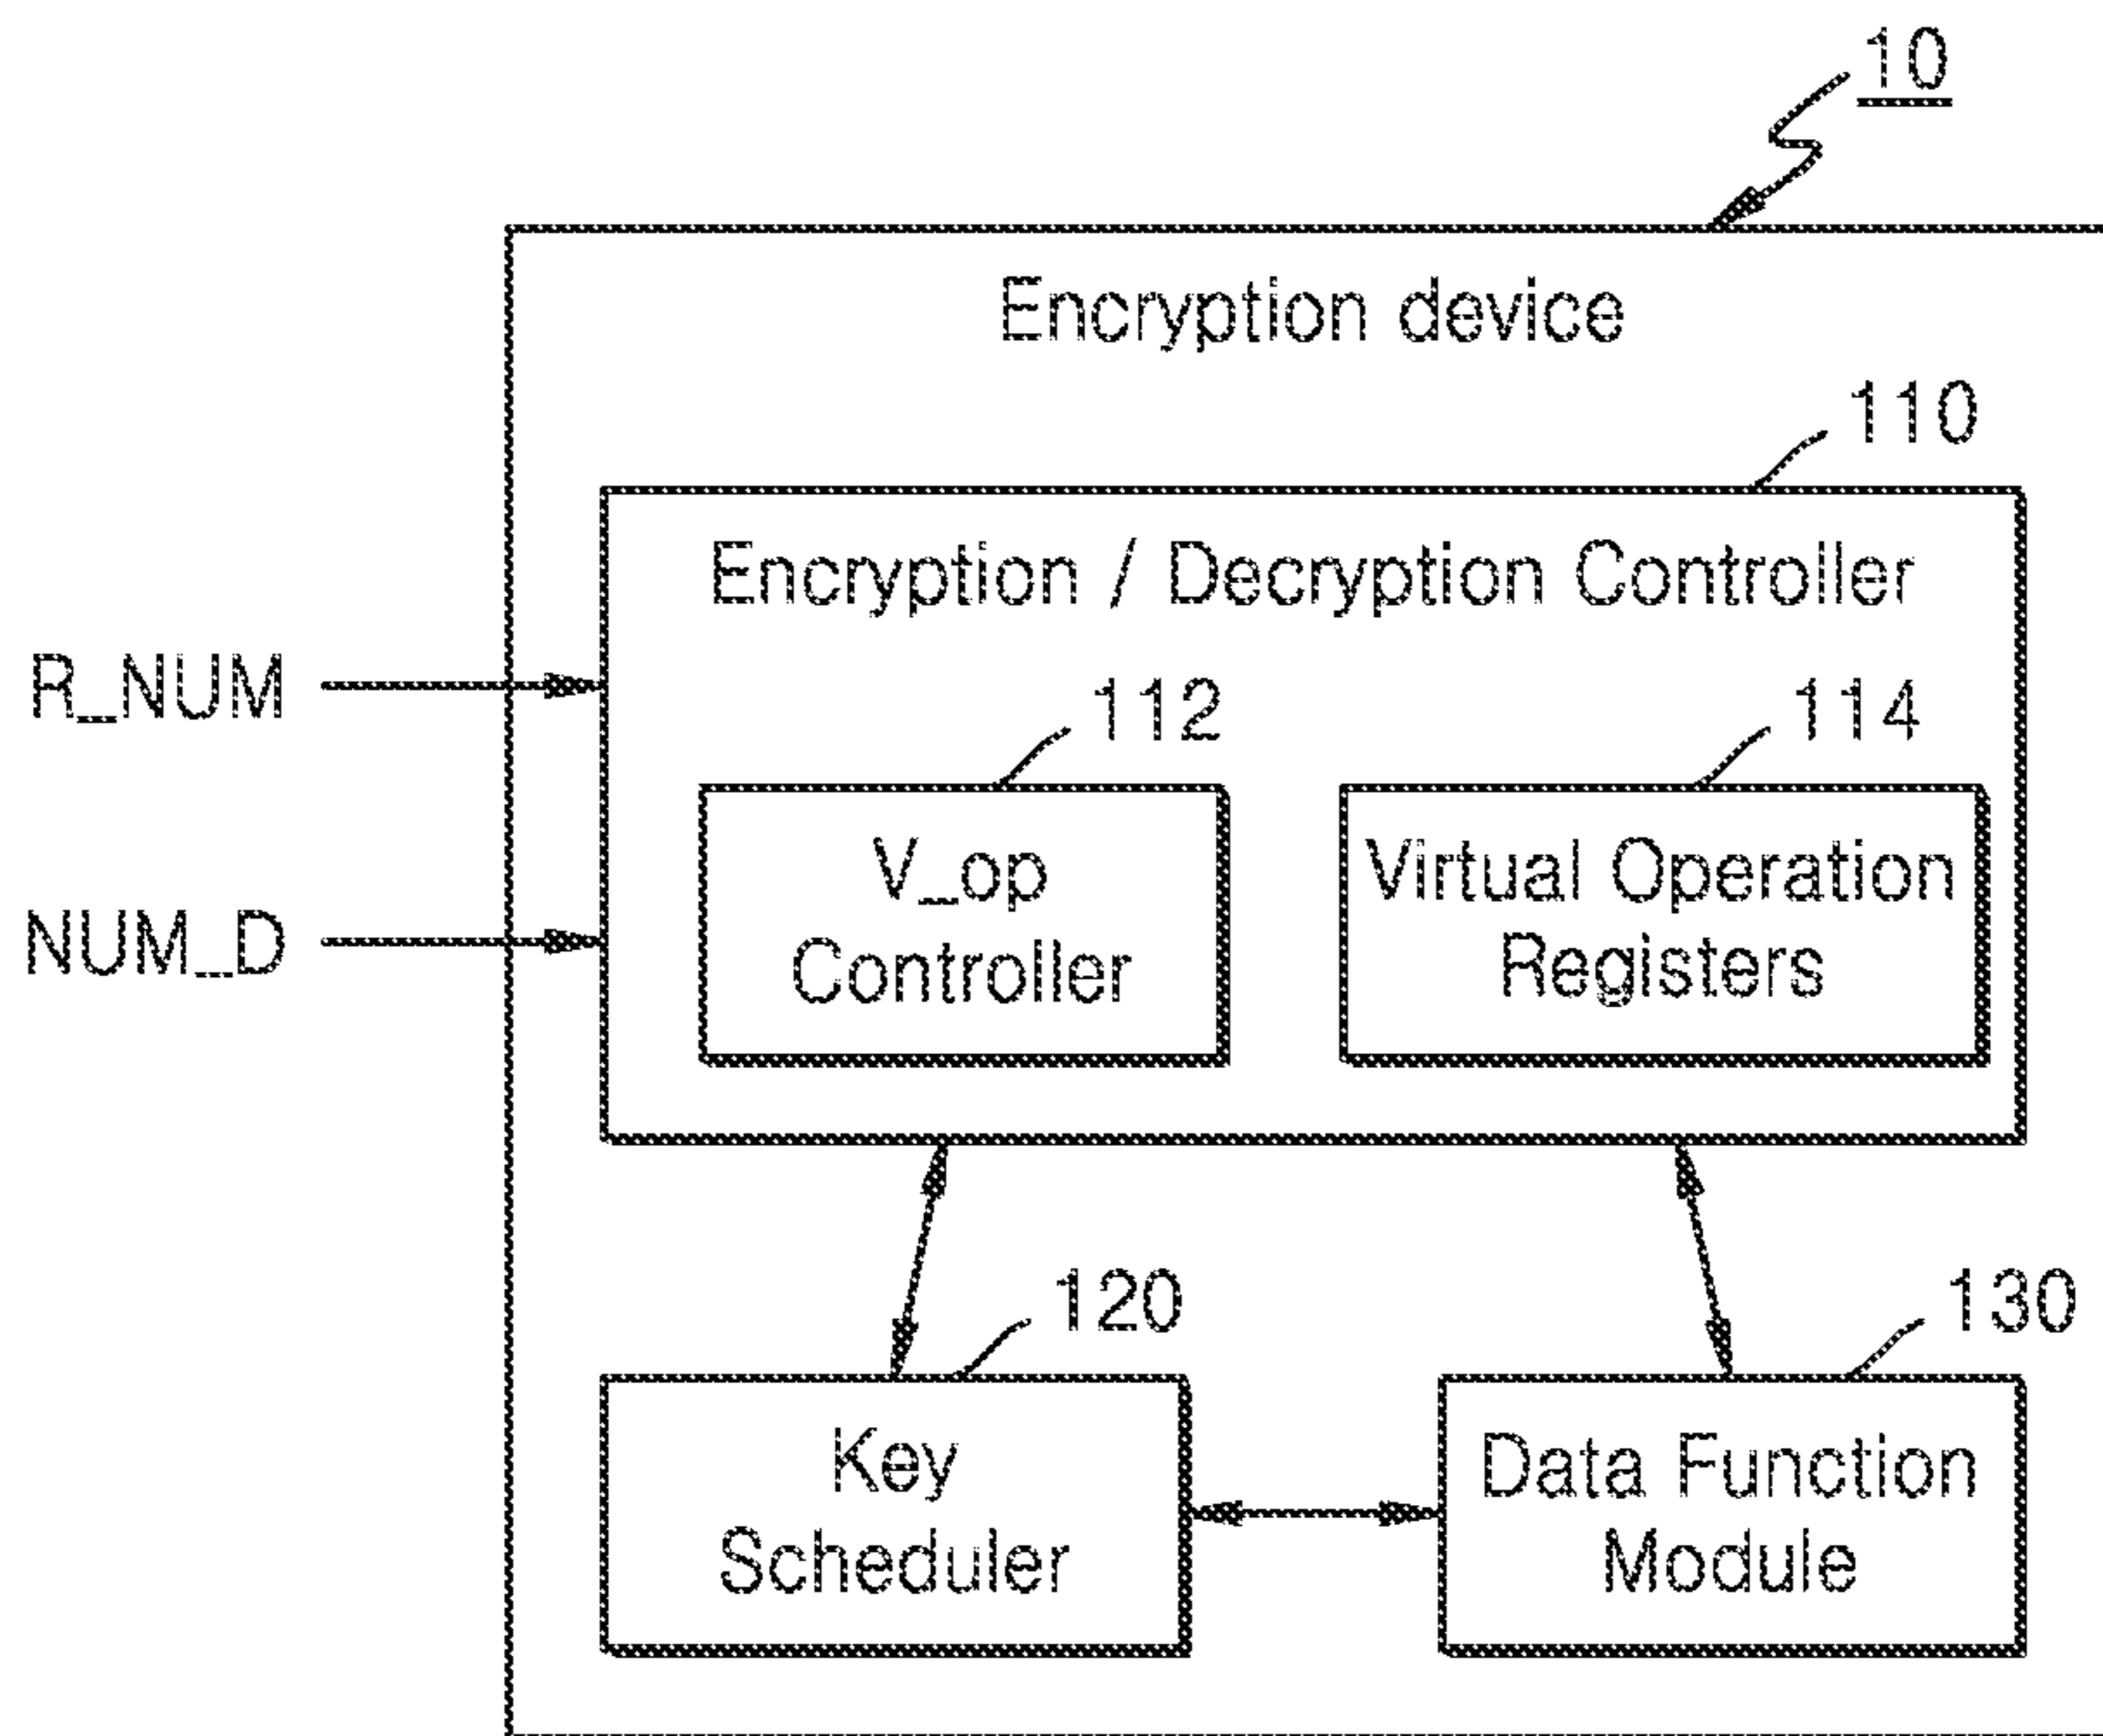 10
Encryption device
110
Encryption / Decryption Controller
R_NUM
112
114
V_op
Controller
Virtual Operation
Registers
NUM_D
120
130
Key
Scheduler
Data Function
Module